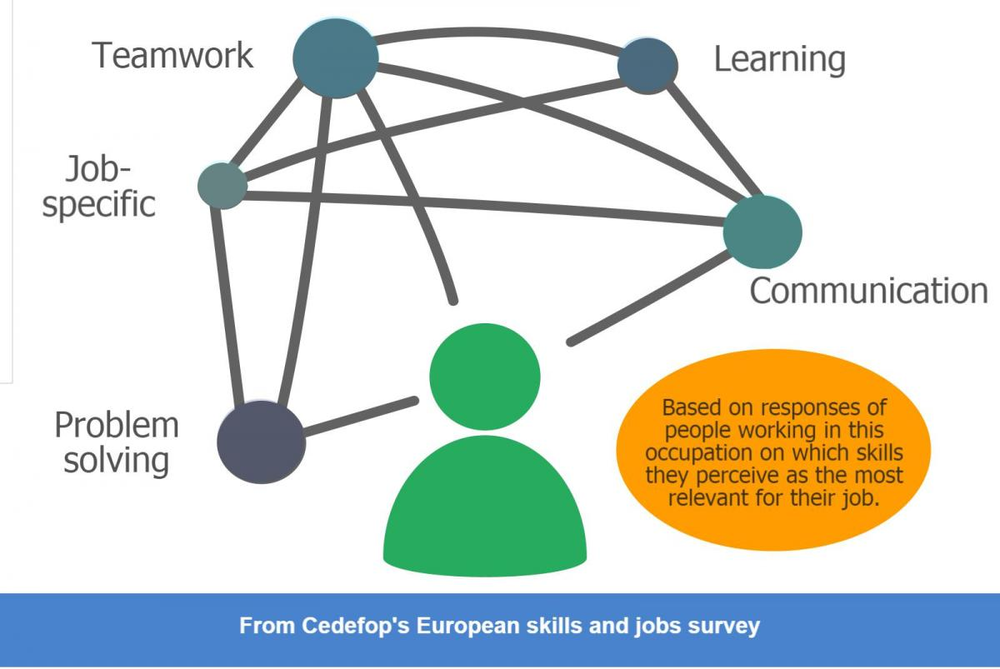 Teamwork
Learning
Job-
specific
Communication
Problem
solving
Based on responses of
people working in this
occupation on which skills
they perceive as the most
relevant for their job.
From Cedefop's European skills and jobs survey